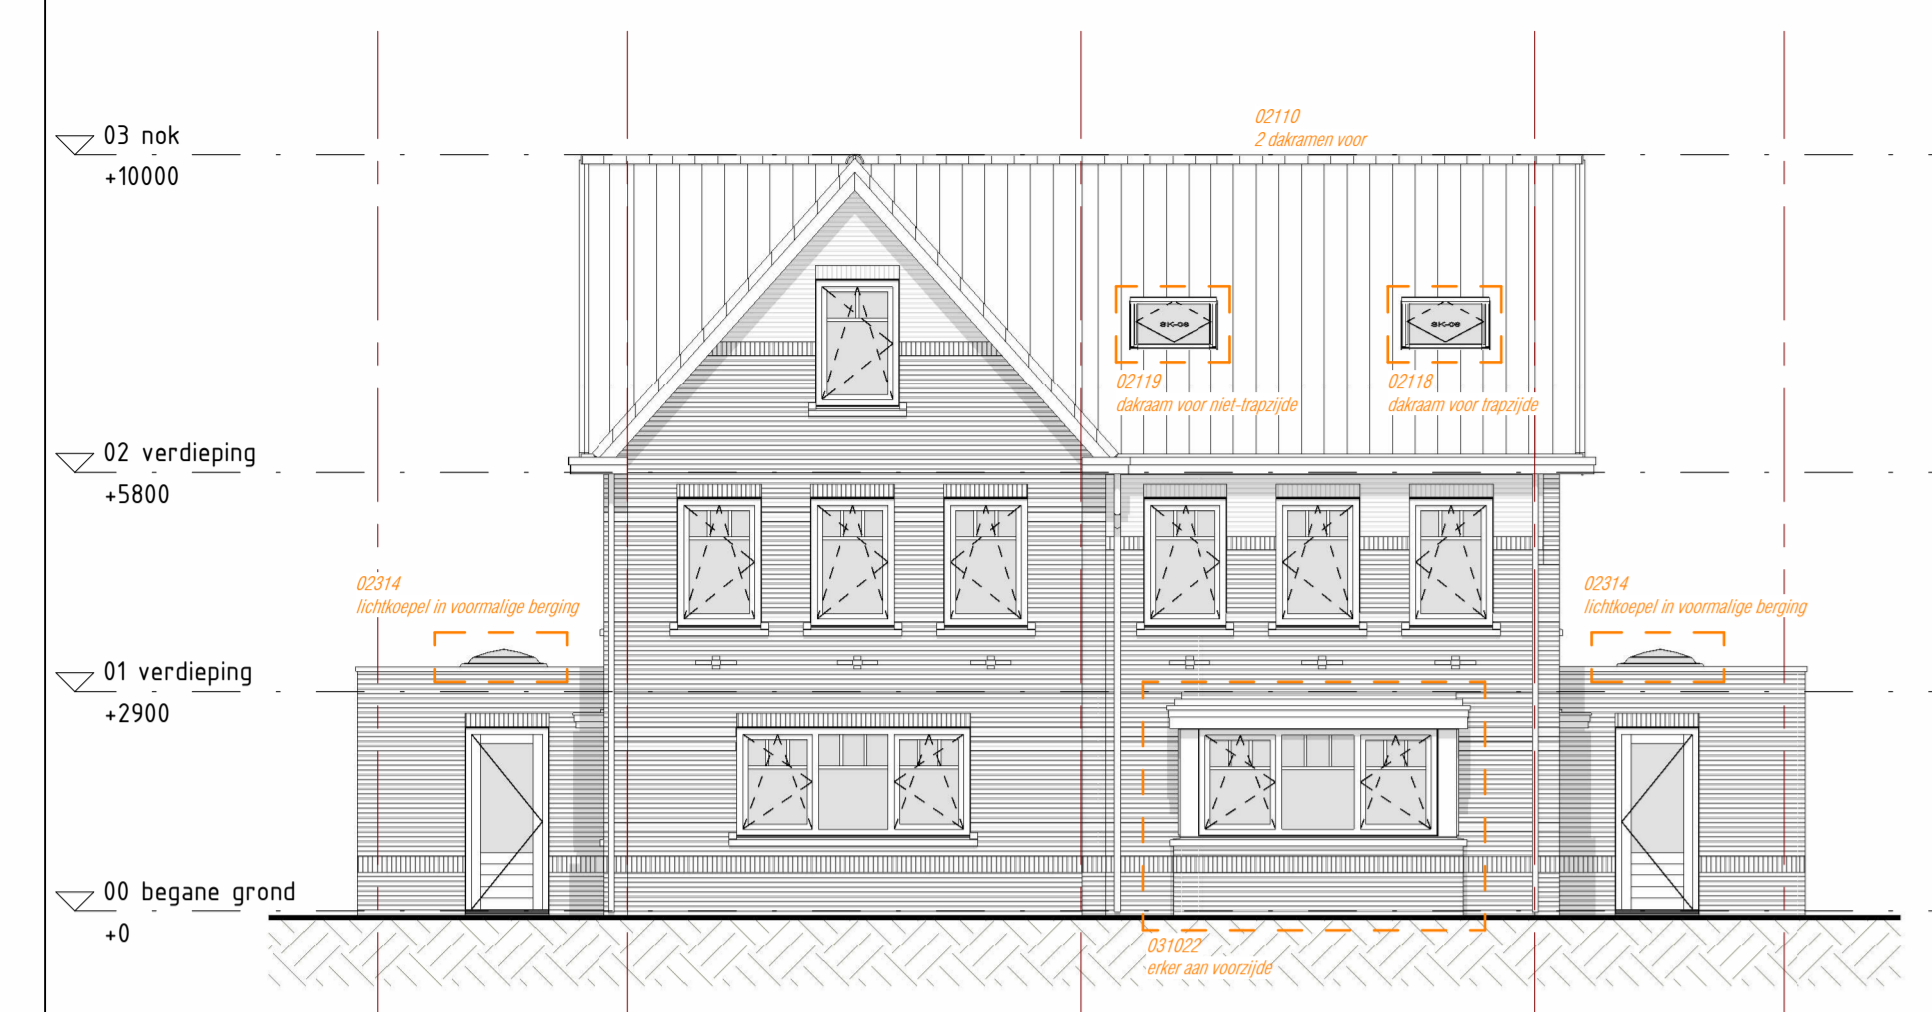 02110
2 dakramen voor
03 nok
+10000
02119
dakraam voor niet-trapzijde
02118
dakraam voor trapzijde
02 verdieping
+5800
02314
lichtkoepel in voormalige berging
02314
lichtkoepel in voormalige berging
01 verdieping
+2900
00 begane grond
+0
031022
erker aan voorzijde